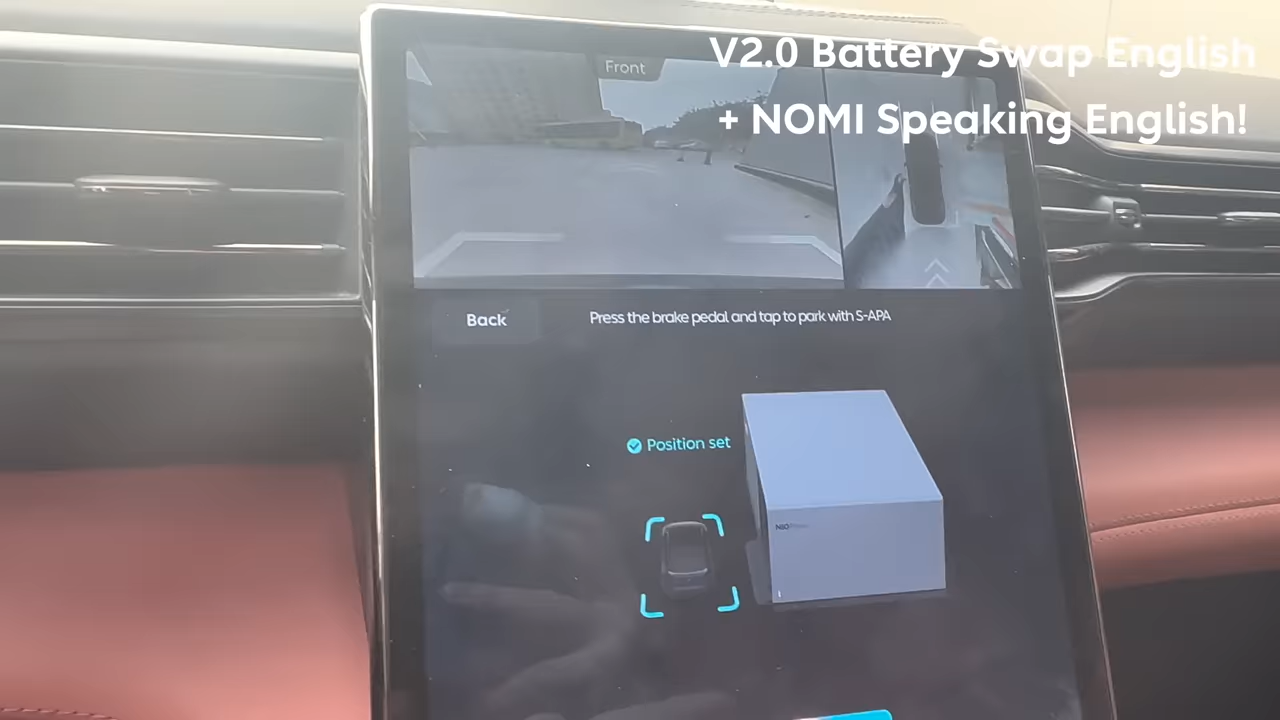 V2.0 Battery Swap English
+ NOMI Speaking English!
Front
Back
Press the brake pedal and tap to park with S-APA
Position set
NIO